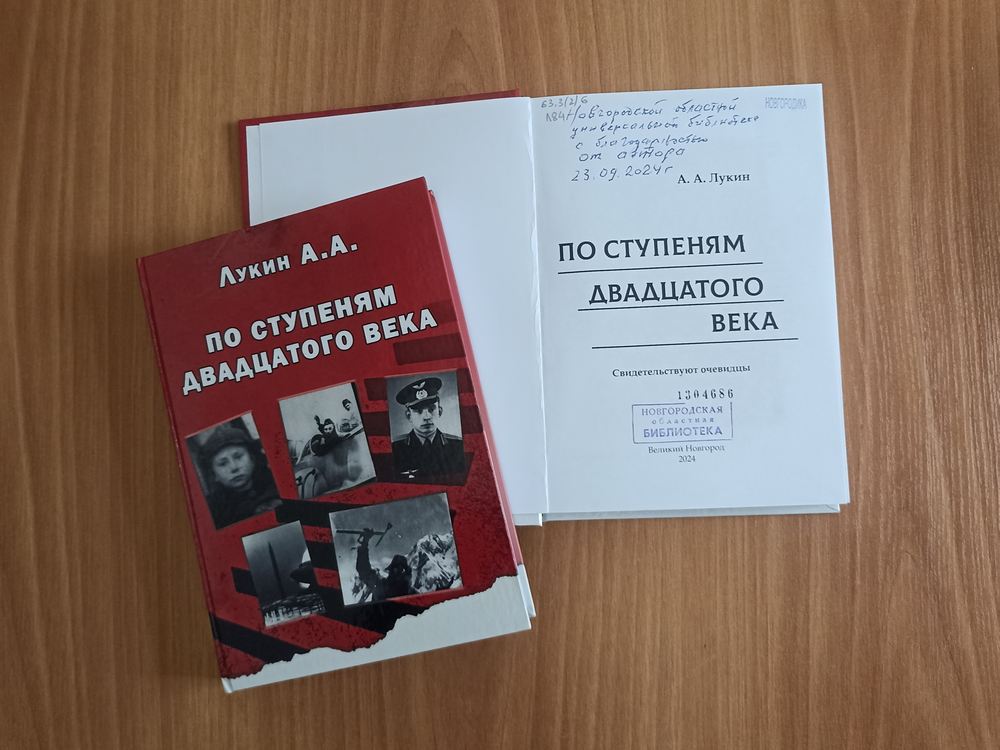 Лукин А.А.
ПО СТУПЕНЯМ
ДВАДЦАТОГО ВЕКА
63.3(2)6
Л84
НОВГОРОДИКА
Новгородской областной
универсальной библиотеке
с благодарностью
от автора
23.09.2024 г
А. А. Лукин
ПО СТУПЕНЯМ
ДВАДЦАТОГО
ВЕКА
Свидетельствуют очевидцы
1304686
НОВГОРОДСКАЯ
областная
БИБЛИОТЕКА
Великий Новгород
2024